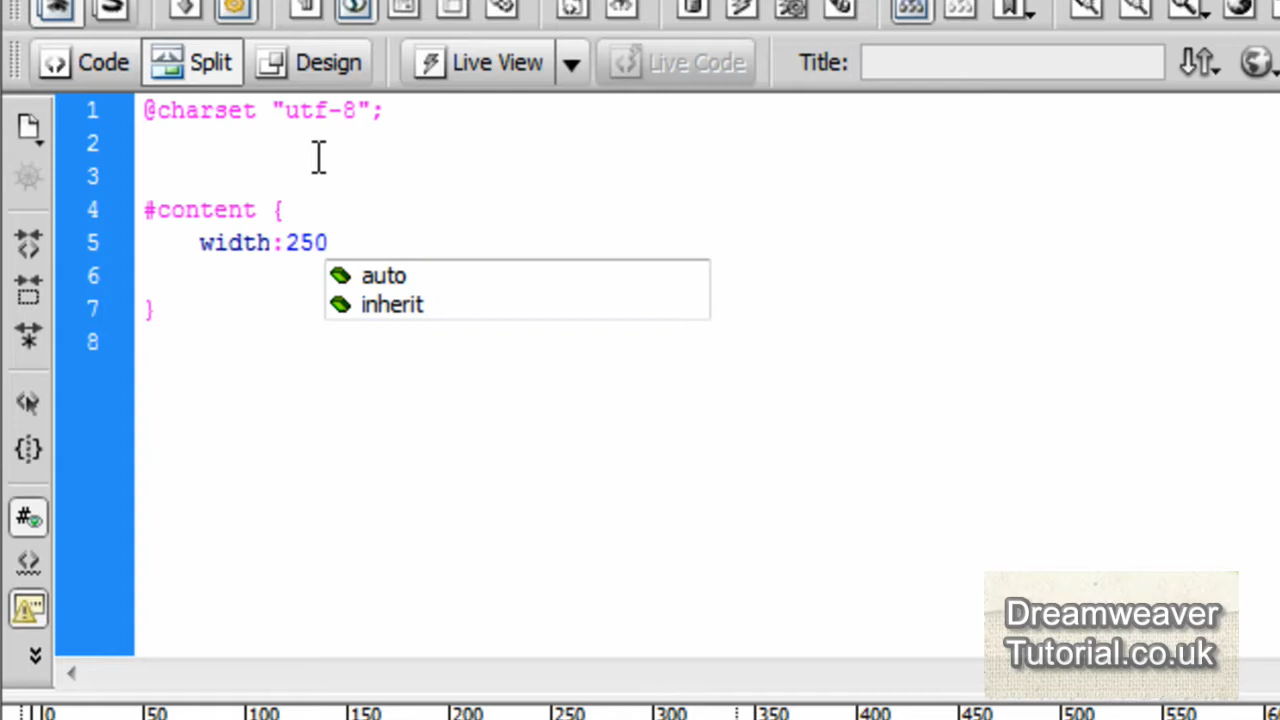 Code Split Design Live View Live Code Title:
1 @charset "utf-8";
2
3
4 #content {
5 width:250
6 auto
inherit
7 }
8
Dreamweaver
Tutorial.co.uk
0 50 100 150 200 250 300 350 400 450 500 550